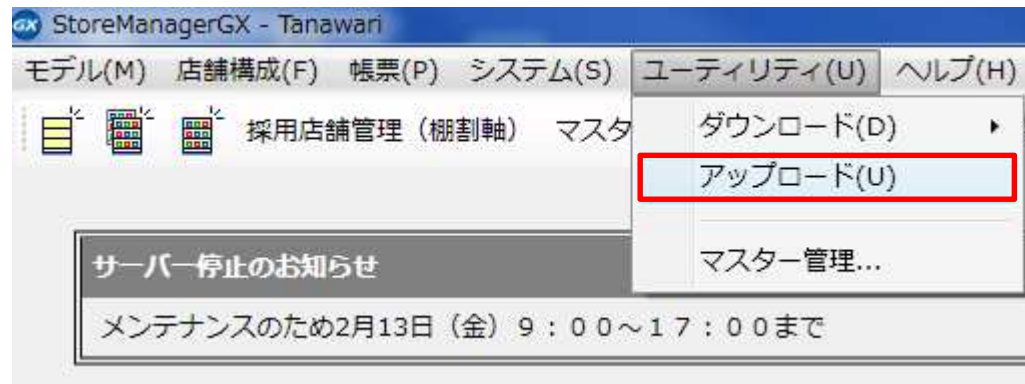 StoreManagerGX - Tanawari
モデル(M) 店舗構成(F) 帳票(P) システム(S) ユーティリティ(U) ヘルプ(H)
採用店舗管理（棚割軸） マスタ
ダウンロード(D)
アップロード(U)
マスター管理...
サーバー停止のお知らせ
メンテナンスのため2月13日（金）９：００～１７：００まで